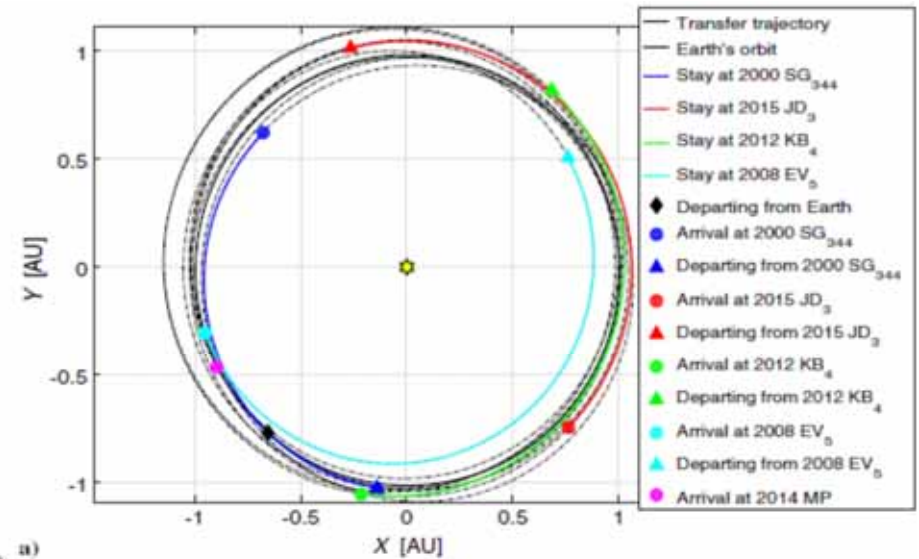 1
0.5
0
-0.5
-1
Y [AU]
-1
-0.5
0
0.5
1
X [AU]
a)
Transfer trajectory
Earth's orbit
Stay at 2000 SG344
Stay at 2015 JD3
Stay at 2012 KB4
Stay at 2008 EV5
Departing from Earth
Arrival at 2000 SG344
Departing from 2000 SG344
Arrival at 2015 JD3
Departing from 2015 JD3
Arrival at 2012 KB4
Departing from 2012 KB4
Arrival at 2008 EV5
Departing from 2008 EV5
Arrival at 2014 MP